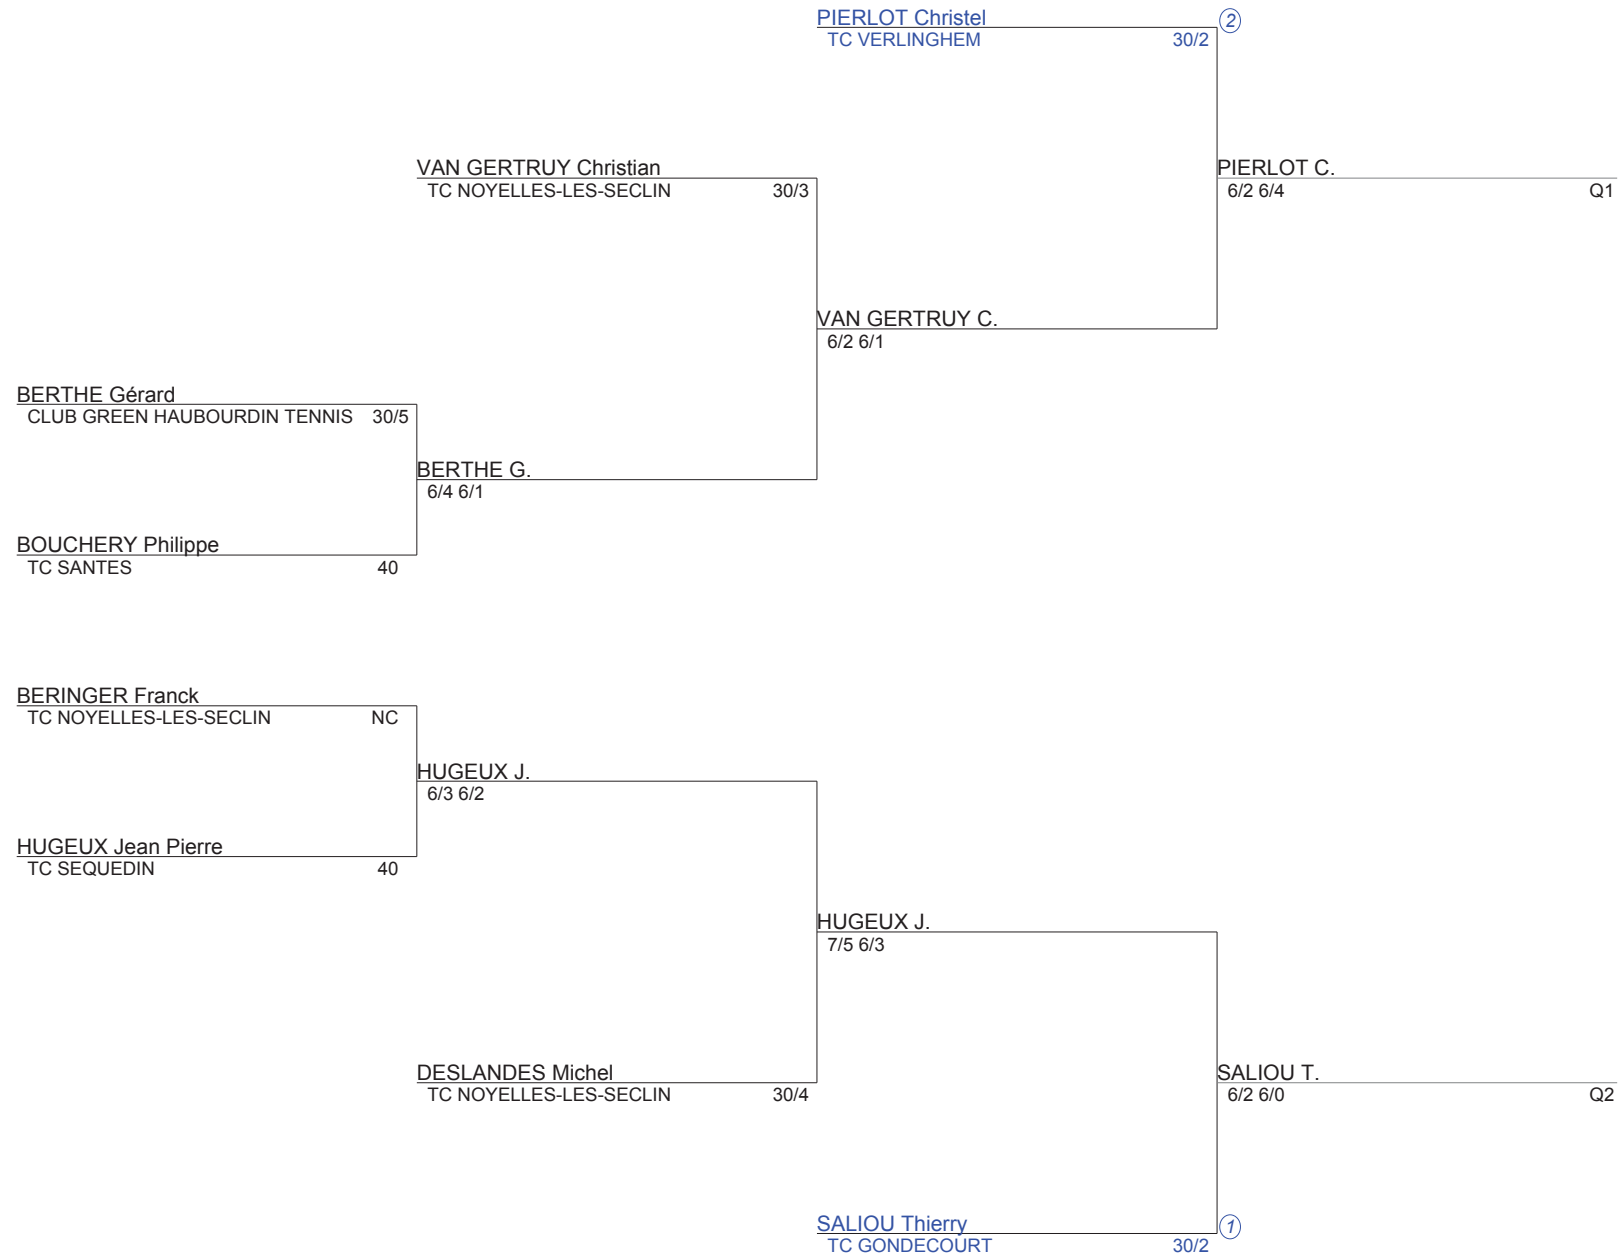 PIERLOT Christel 2
TC VERLINGHEM 30/2
VAN GERTRUY Christian
TC NOYELLES-LES-SECLIN 30/3
PIERLOT C.
6/2 6/4 Q1
VAN GERTRUY C.
6/2 6/1
BERTHE Gérard
CLUB GREEN HAUBOURDIN TENNIS 30/5
BERTHE G.
6/4 6/1
BOUCHERY Philippe
TC SANTES 40
BERINGER Franck
TC NOYELLES-LES-SECLIN NC
HUGEUX J.
6/3 6/2
HUGEUX Jean Pierre
TC SEQUEDIN 40
HUGEUX J.
7/5 6/3
DESLANDES Michel
TC NOYELLES-LES-SECLIN 30/4
SALIOU T.
6/2 6/0 Q2
SALIOU Thierry 1
TC GONDECOURT 30/2